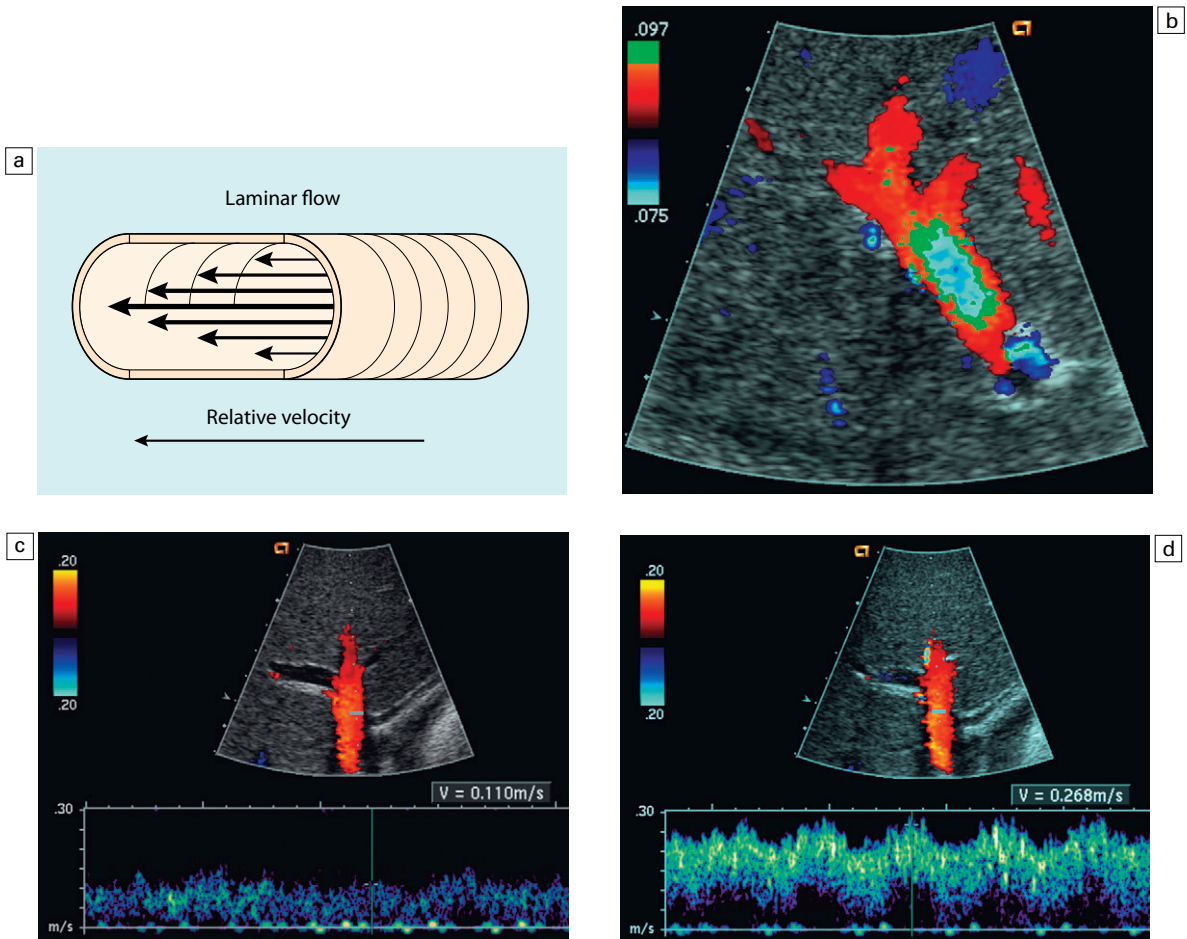 a
Laminar flow
Relative velocity
b
.097
.075
c
.20
.20
V = 0.110m/s
.30
m/s
d
.20
.20
V = 0.268m/s
.30
m/s